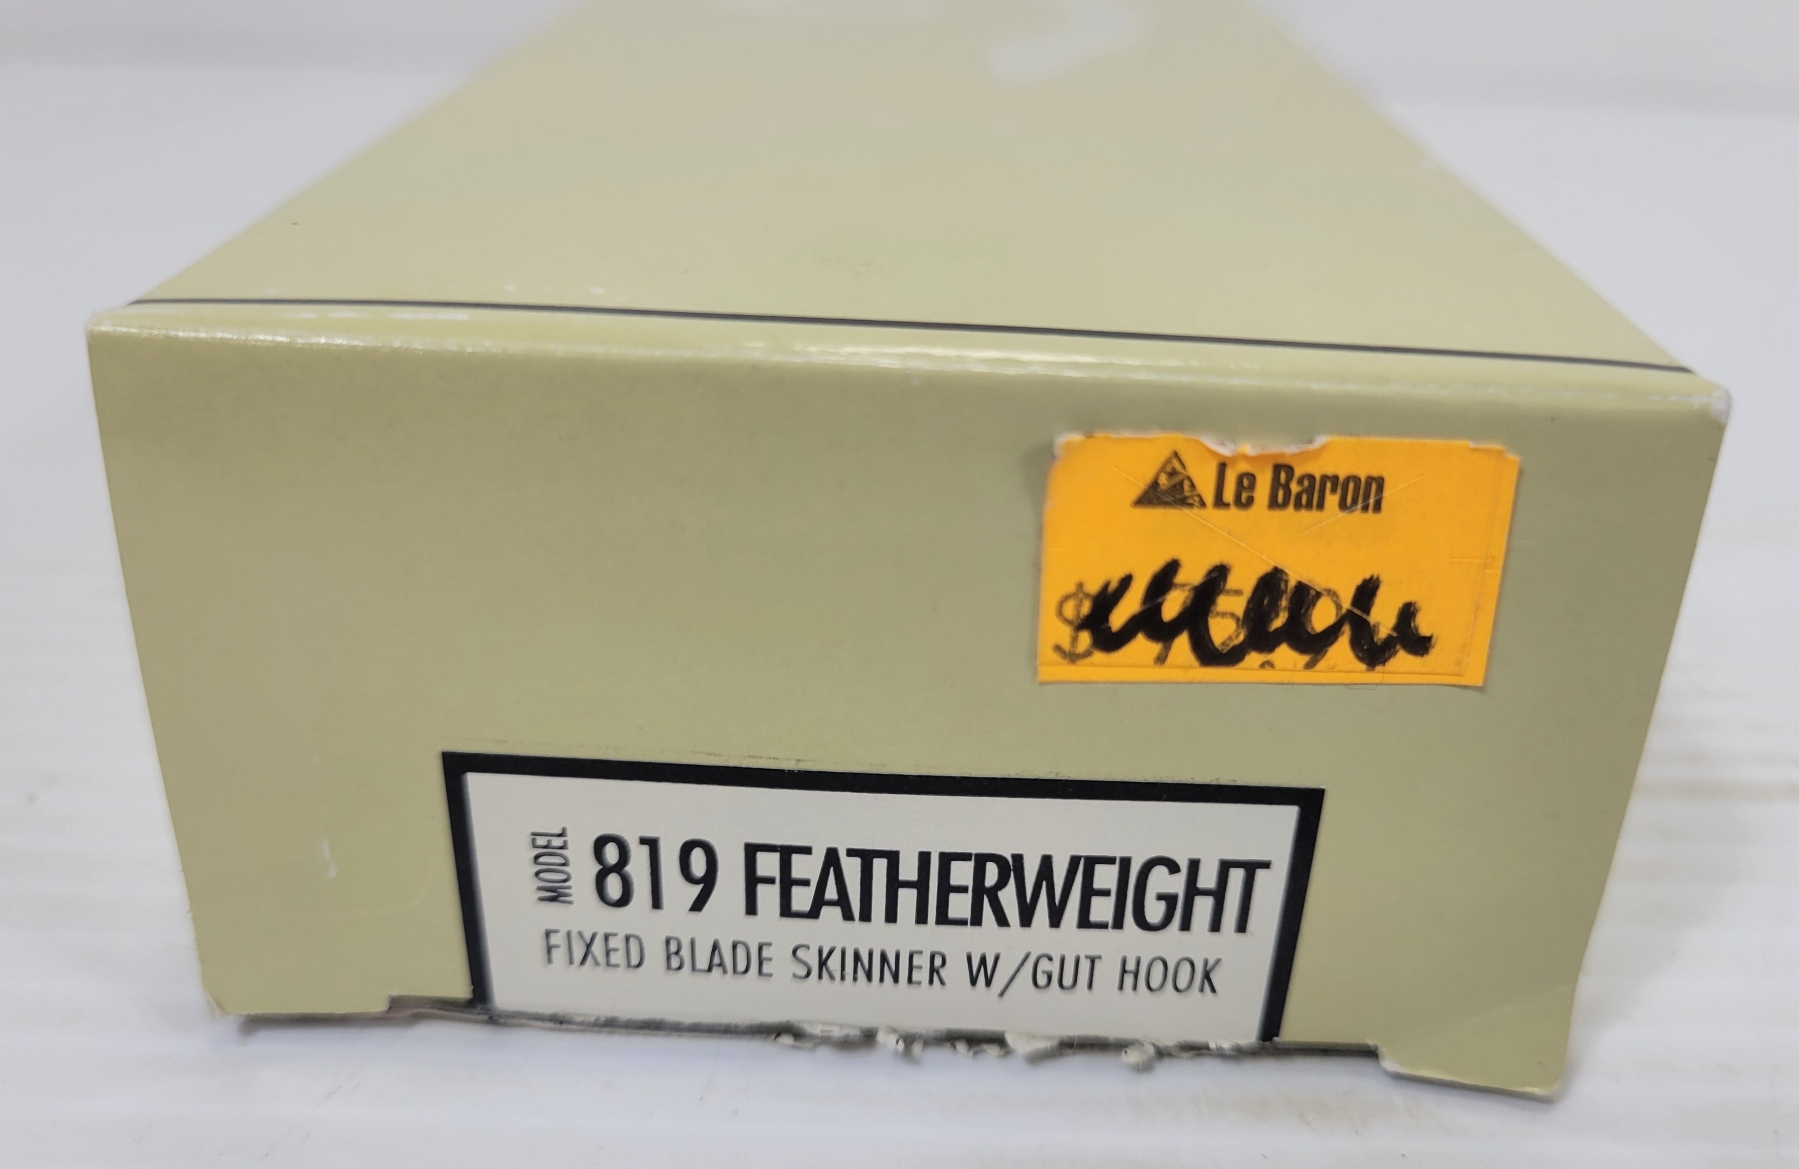 Le Baron
$
MODEL 819 FEATHERWEIGHT
FIXED BLADE SKINNER W/GUT HOOK